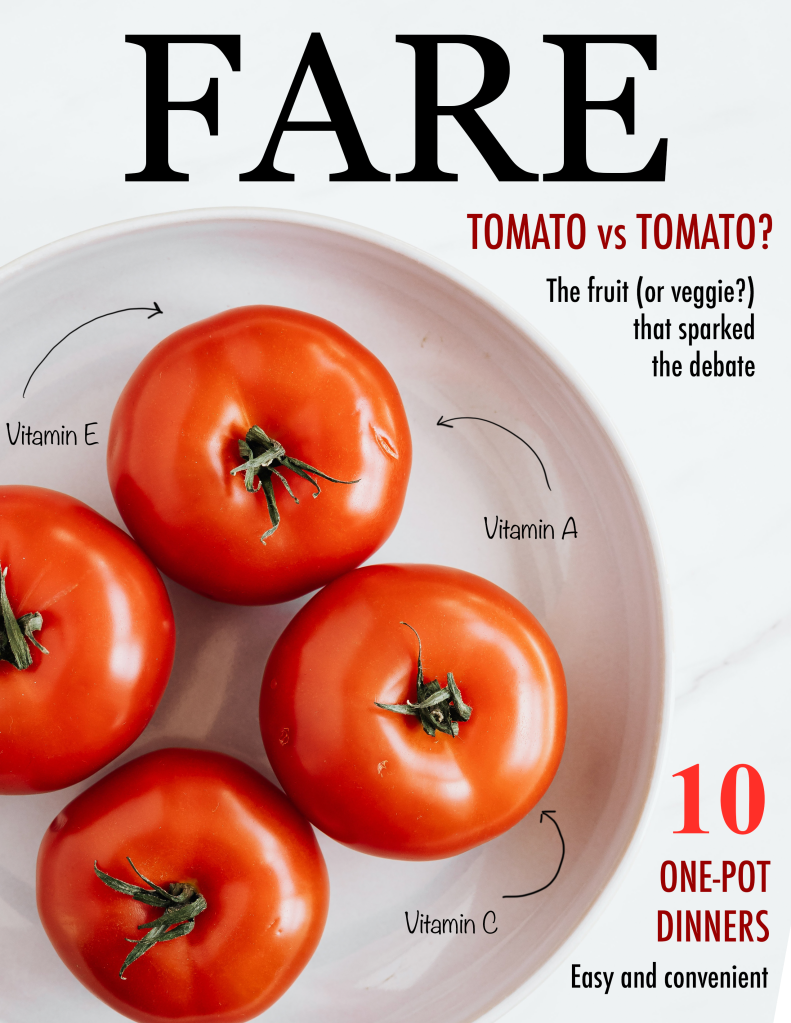 FARE
TOMATO vs TOMATO?
The fruit (or veggie?)
that sparked
the debate
Vitamin E
Vitamin A
10
ONE-POT
DINNERS
Vitamin C
Easy and convenient